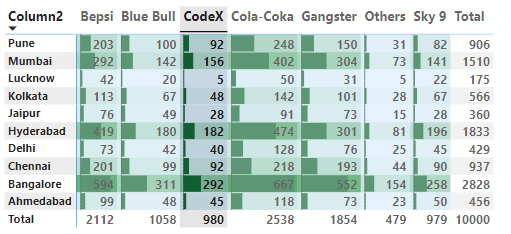 Column2 Bepsi Blue Bull CodeX Cola-Coka Gangster Others Sky 9 Total
Pune 203 100 92 248 150 31 82 906
Mumbai 292 142 156 402 304 73 141 1510
Lucknow 42 20 5 50 31 5 22 175
Kolkata 113 67 48 142 101 28 67 566
Jaipur 76 49 28 91 73 15 28 360
Hyderabad 419 180 182 474 301 81 196 1833
Delhi 73 42 40 128 76 25 45 429
Chennai 201 99 92 218 193 44 90 937
Bangalore 594 311 292 667 552 154 258 2828
Ahmedabad 99 48 45 118 73 23 50 456
Total 2112 1058 980 2538 1854 479 979 10000